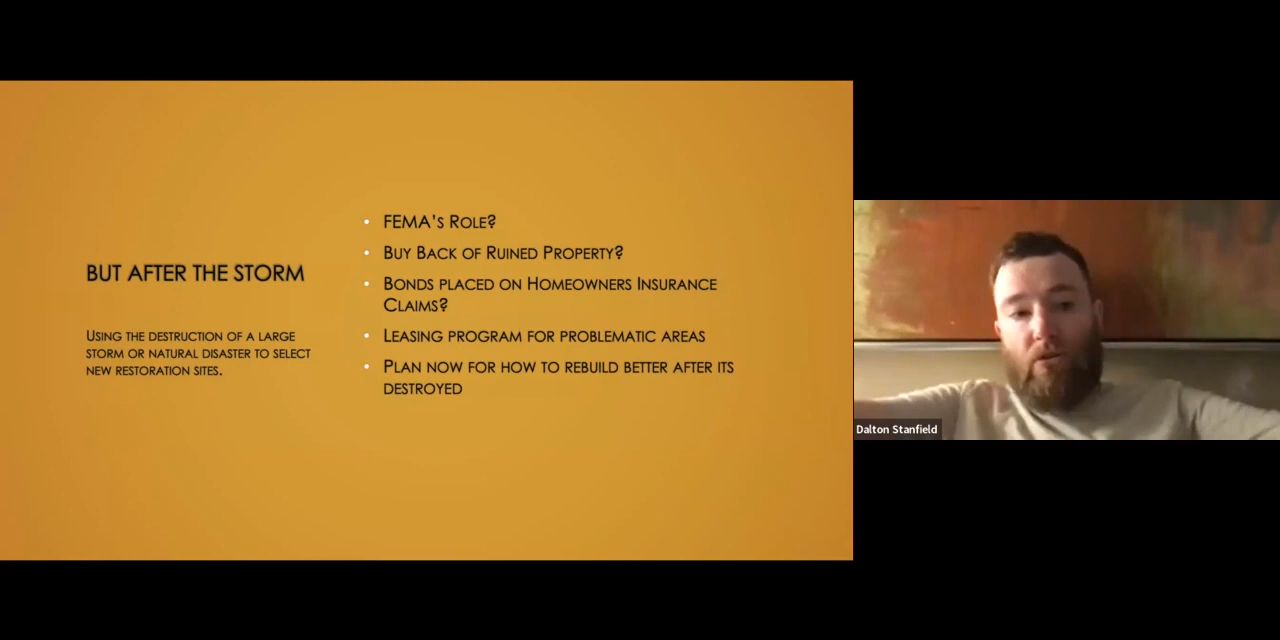 BUT AFTER THE STORM
USING THE DESTRUCTION OF A LARGE
STORM OR NATURAL DISASTER TO SELECT
NEW RESTORATION SITES.
• FEMA'S ROLE?
• BUY BACK OF RUINED PROPERTY?
• BONDS PLACED ON HOMEOWNERS INSURANCE
CLAIMS?
• LEASING PROGRAM FOR PROBLEMATIC AREAS
• PLAN NOW FOR HOW TO REBUILD BETTER AFTER ITS
DESTROYED
Dalton Stanfield